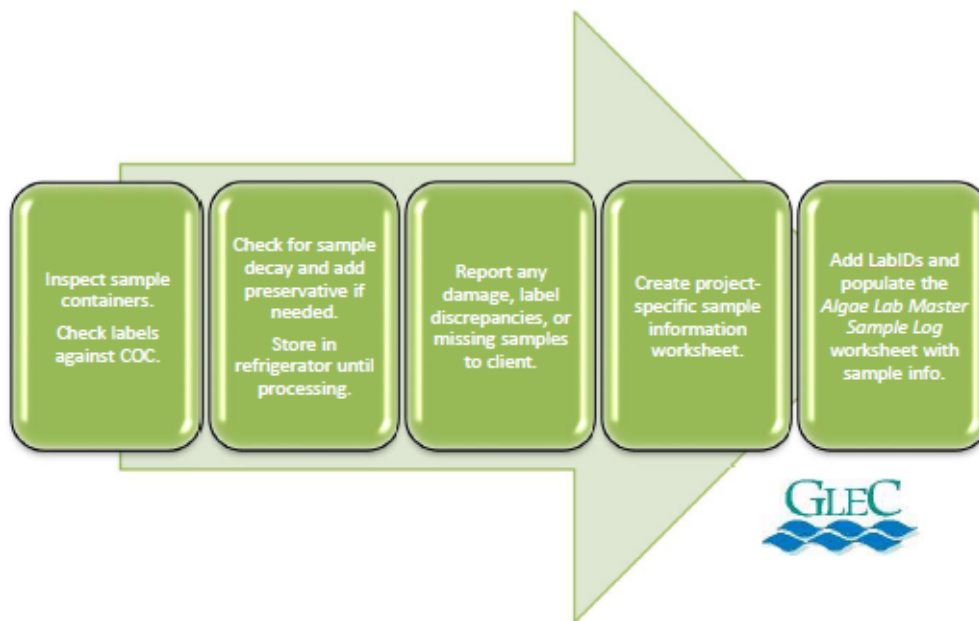 Inspect sample
containers.
Check labels
against COC.
Check for sample
decay and add
preservative if
needed.
Store in
refrigerator until
processing.
Report any
damage, label
discrepancies, or
missing samples
to client.
Create project-
specific sample
information
worksheet.
Add LabIDs and
populate the
Algae Lab Master
Sample Log
worksheet with
sample info.
GLEC